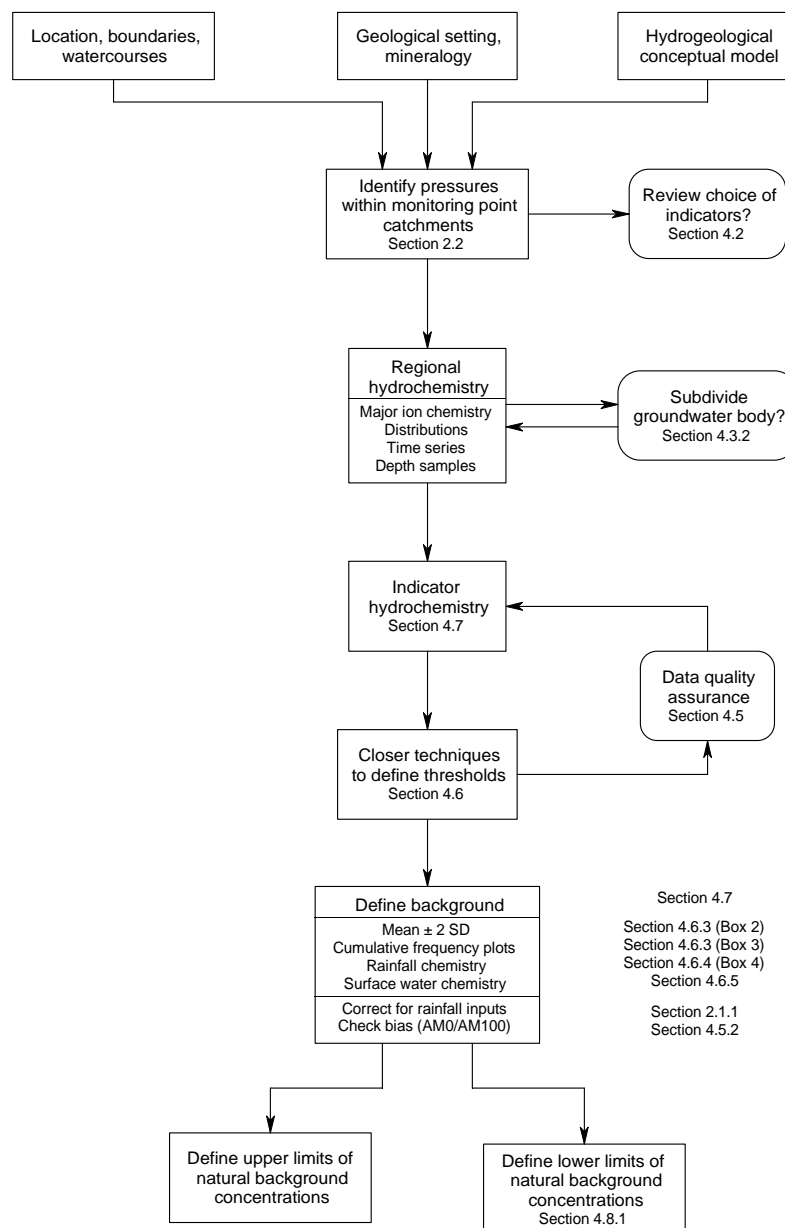 Location, boundaries,
watercourses
Geological setting,
mineralogy
Hydrogeological
conceptual model
Identify pressures
within monitoring point
catchments
Section 2.2
Review choice of
indicators?
Section 4.2
Regional
hydrochemistry
Major ion chemistry
Distributions
Time series
Depth samples
Subdivide
groundwater body?
Section 4.3.2
Indicator
hydrochemistry
Section 4.7
Data quality
assurance
Section 4.5
Closer techniques
to define thresholds
Section 4.6
Define background
Mean ± 2 SD
Cumulative frequency plots
Rainfall chemistry
Surface water chemistry
Correct for rainfall inputs
Check bias (AM0/AM100)
Section 4.7
Section 4.6.3 (Box 2)
Section 4.6.3 (Box 3)
Section 4.6.4 (Box 4)
Section 4.6.5
Section 2.1.1
Section 4.5.2
Define upper limits of
natural background
concentrations
Define lower limits of
natural background
concentrations
Section 4.8.1